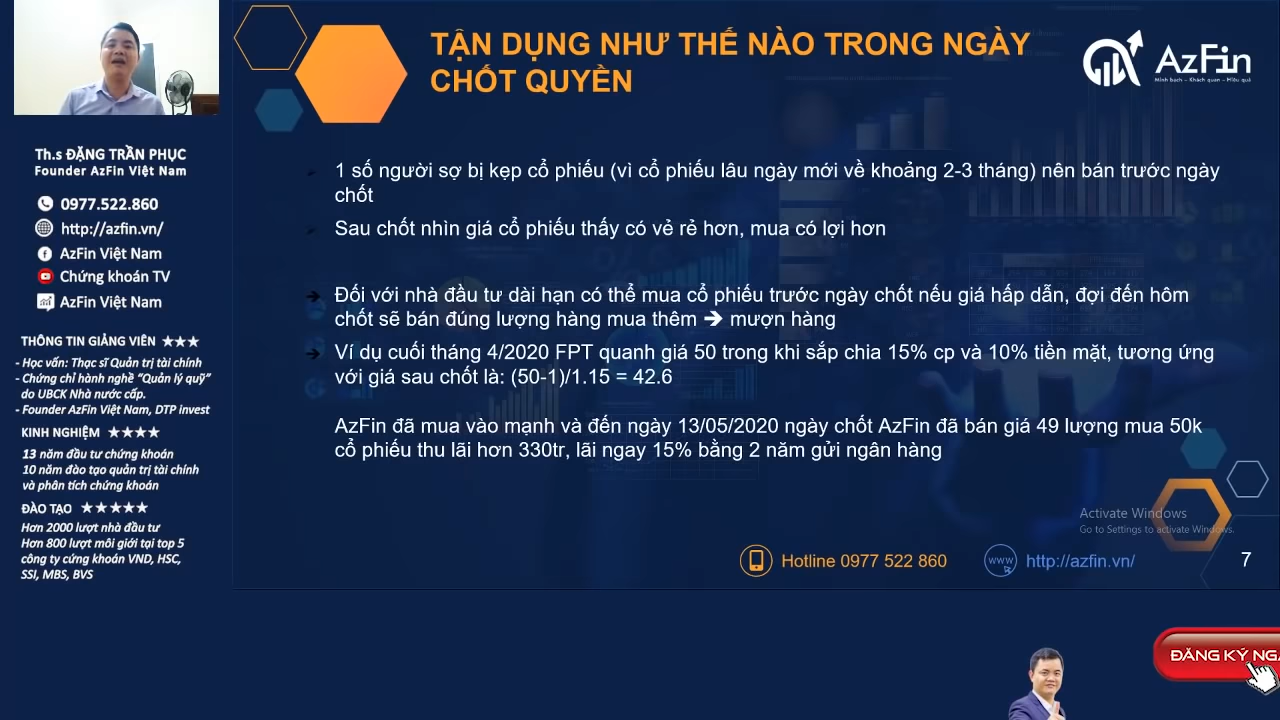 TẬN DỤNG NHƯ THẾ NÀO TRONG NGÀY
CHỐT QUYỀN
AzFin
Minh bạch – Khách quan – Hiệu quả
Th.s ĐẶNG TRẦN PHỤC
Founder AzFin Việt Nam
0977.522.860
http://azfin.vn/
AzFin Việt Nam
Chứng khoán TV
AzFin Việt Nam
THÔNG TIN GIẢNG VIÊN ★★★
- Học vấn: Thạc sĩ Quản trị tài chính
- Chứng chỉ hành nghề “Quản lý quỹ”
do UBCK Nhà nước cấp.
- Founder AzFin Việt Nam, DTP invest
KINH NGHIỆM ★★★★
13 năm đầu tư chứng khoán
10 năm đào tạo quản trị tài chính
và phân tích chứng khoán
ĐÀO TẠO ★★★★★
Hơn 2000 lượt nhà đầu tư
Hơn 800 lượt môi giới tại top 5
công ty cứng khoán VND, HSC,
SSI, MBS, BVS
1 số người sợ bị kẹp cổ phiếu (vì cổ phiếu lâu ngày mới về khoảng 2-3 tháng) nên bán trước ngày
chốt
Sau chốt nhìn giá cổ phiếu thấy có vẻ rẻ hơn, mua có lợi hơn
Đối với nhà đầu tư dài hạn có thể mua cổ phiếu trước ngày chốt nếu giá hấp dẫn, đợi đến hôm
chốt sẽ bán đúng lượng hàng mua thêm ➔ mượn hàng
Ví dụ cuối tháng 4/2020 FPT quanh giá 50 trong khi sắp chia 15% cp và 10% tiền mặt, tương ứng
với giá sau chốt là: (50-1)/1.15 = 42.6
AzFin đã mua vào mạnh và đến ngày 13/05/2020 ngày chốt AzFin đã bán giá 49 lượng mua 50k
cổ phiếu thu lãi hơn 330tr, lãi ngay 15% bằng 2 năm gửi ngân hàng
Activate Windows
Go to Settings to activate Windows.
Hotline 0977 522 860
www
http://azfin.vn/
7
ĐĂNG KÝ NGA